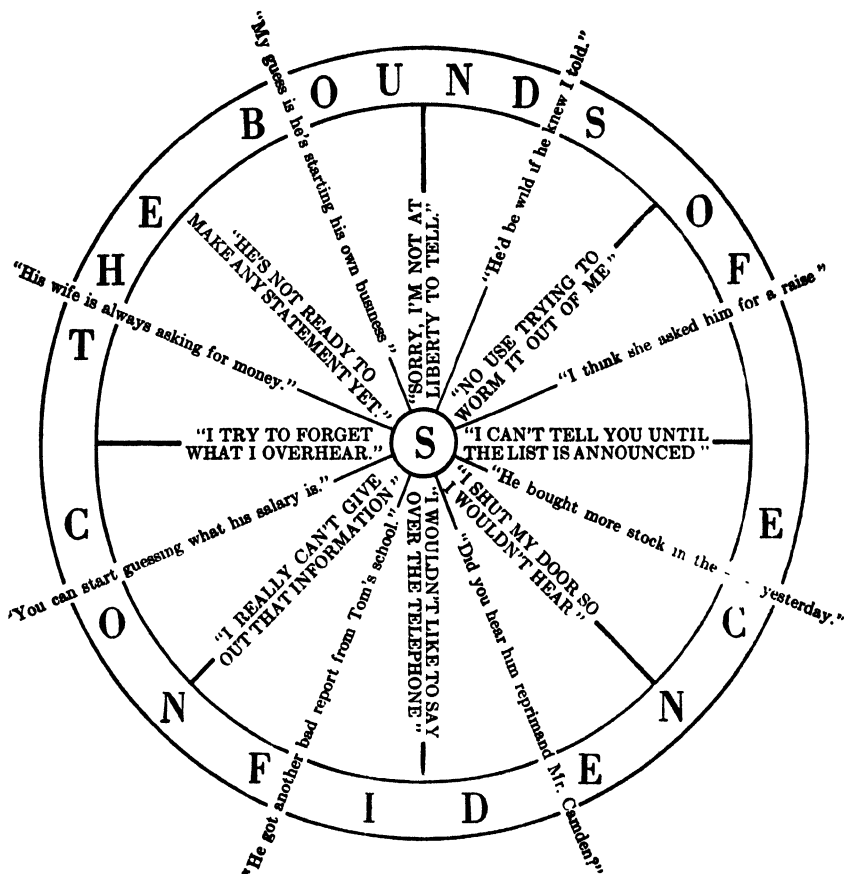 THE BOUNDS OF CONFIDENCE
S
"SORRY, I'M NOT AT
LIBERTY TO TELL"
"He'd be wild if he knew I told."
"NO USE TRYING TO
WORM IT OUT OF ME"
"I think she asked him for a raise"
"I CAN'T TELL YOU UNTIL
THE LIST IS ANNOUNCED"
"He bought more stock in the yesterday."
"I SHUT MY DOOR SO
I WOULDN'T HEAR"
"Did you hear him reprimand Mr. Camden?"
"I WOULDN'T LIKE TO SAY
OVER THE TELEPHONE"
"He got another bad report from Tom's school."
"I REALLY CAN'T GIVE
OUT THAT INFORMATION"
"You can start guessing what his salary is."
"I TRY TO FORGET
WHAT I OVERHEAR."
"His wife is always asking for money."
"HE'S NOT READY TO
MAKE ANY STATEMENT YET."
"My guess is he's starting his own business"